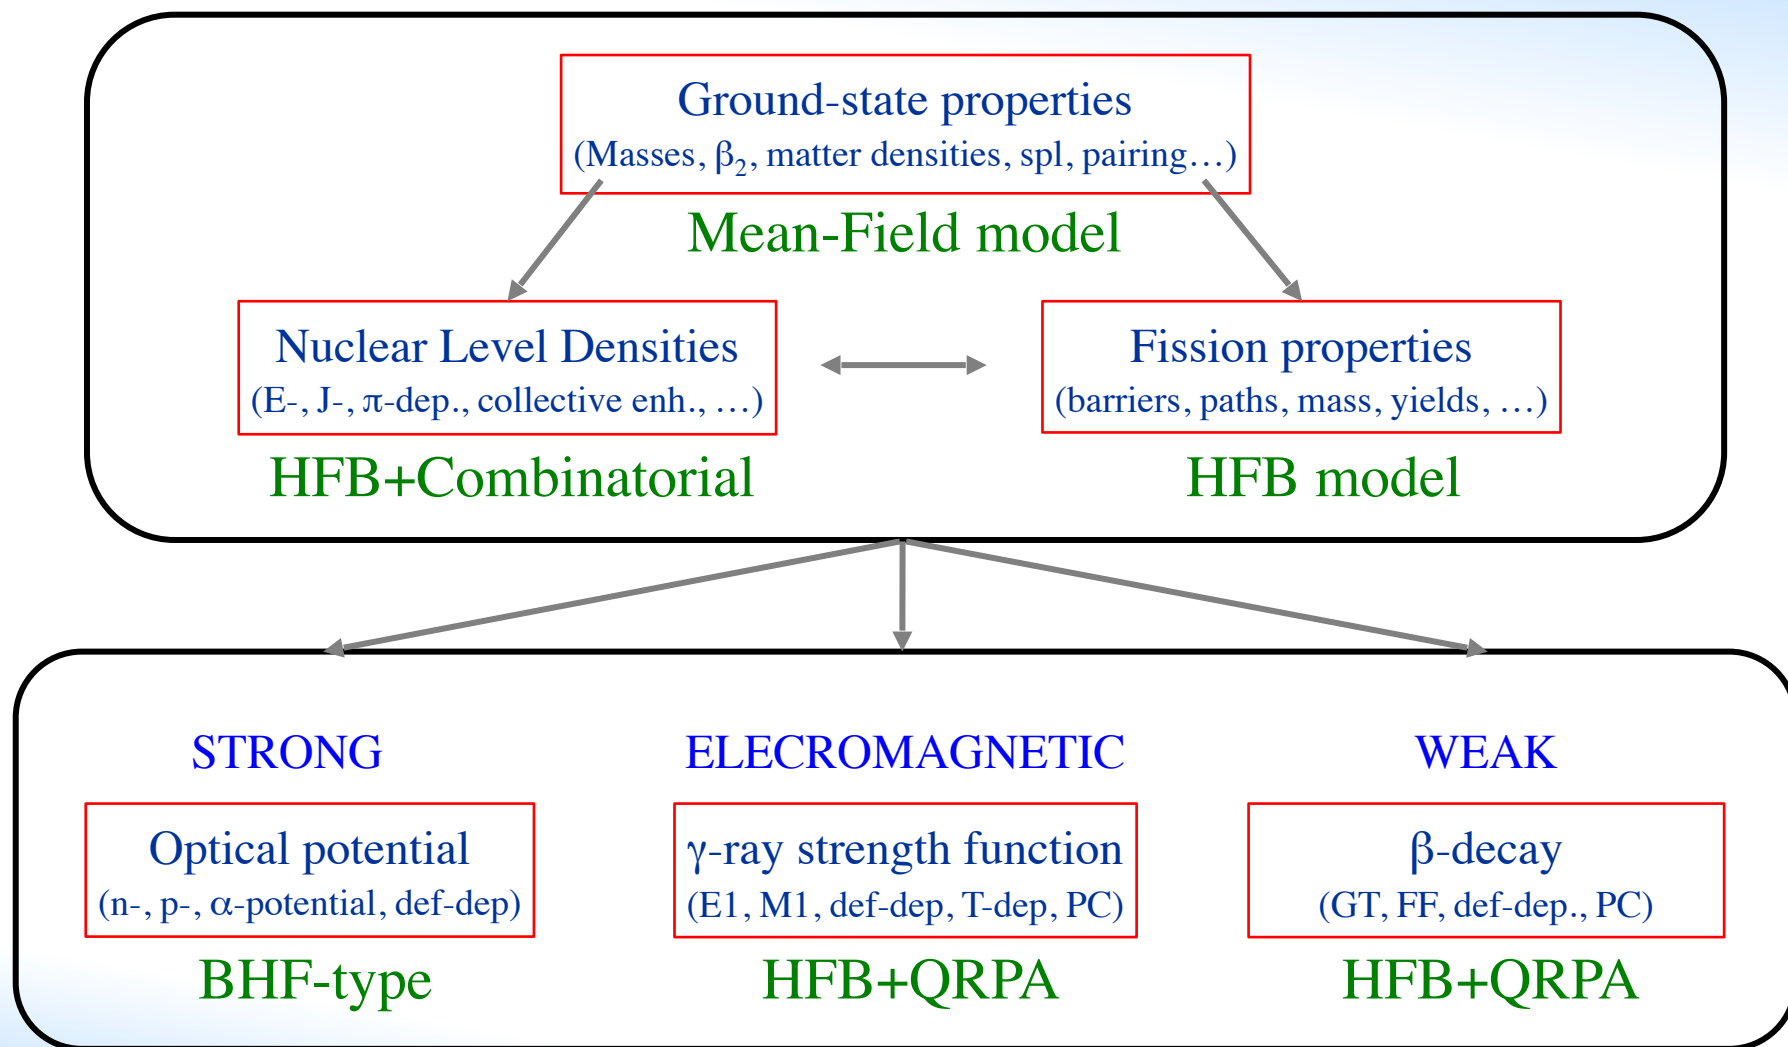 Ground-state properties
(Masses, β₂, matter densities, spl, pairing…)
Mean-Field model
Nuclear Level Densities
(E-, J-, π-dep., collective enh., …)
HFB+Combinatorial
Fission properties
(barriers, paths, mass, yields, …)
HFB model
STRONG
Optical potential
(n-, p-, α-potential, def-dep)
BHF-type
ELECROMAGNETIC
γ-ray strength function
(E1, M1, def-dep, T-dep, PC)
HFB+QRPA
WEAK
β-decay
(GT, FF, def-dep., PC)
HFB+QRPA